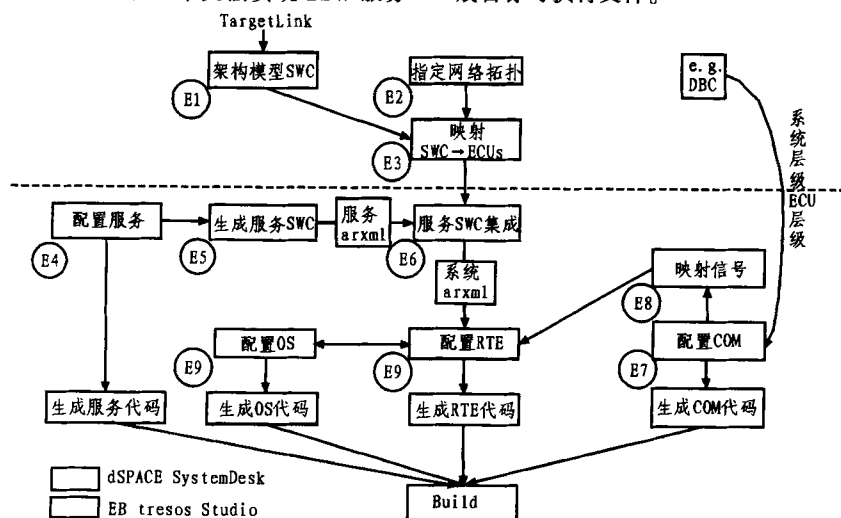 TargetLink
架构模型SWC
E1
指定网络拓扑
E2
e.g.
DBC
映射
SWC→ECUs
E3
系统层级
ECU
层级
配置服务
E4
生成服务SWC
E5
服务
arxml
服务SWC集成
E6
系统
arxml
映射信号
E8
配置OS
E9
配置RTE
E9
配置COM
E7
生成服务代码
生成OS代码
生成RTE代码
生成COM代码
dSPACE SystemDesk
EB tresos Studio
Build